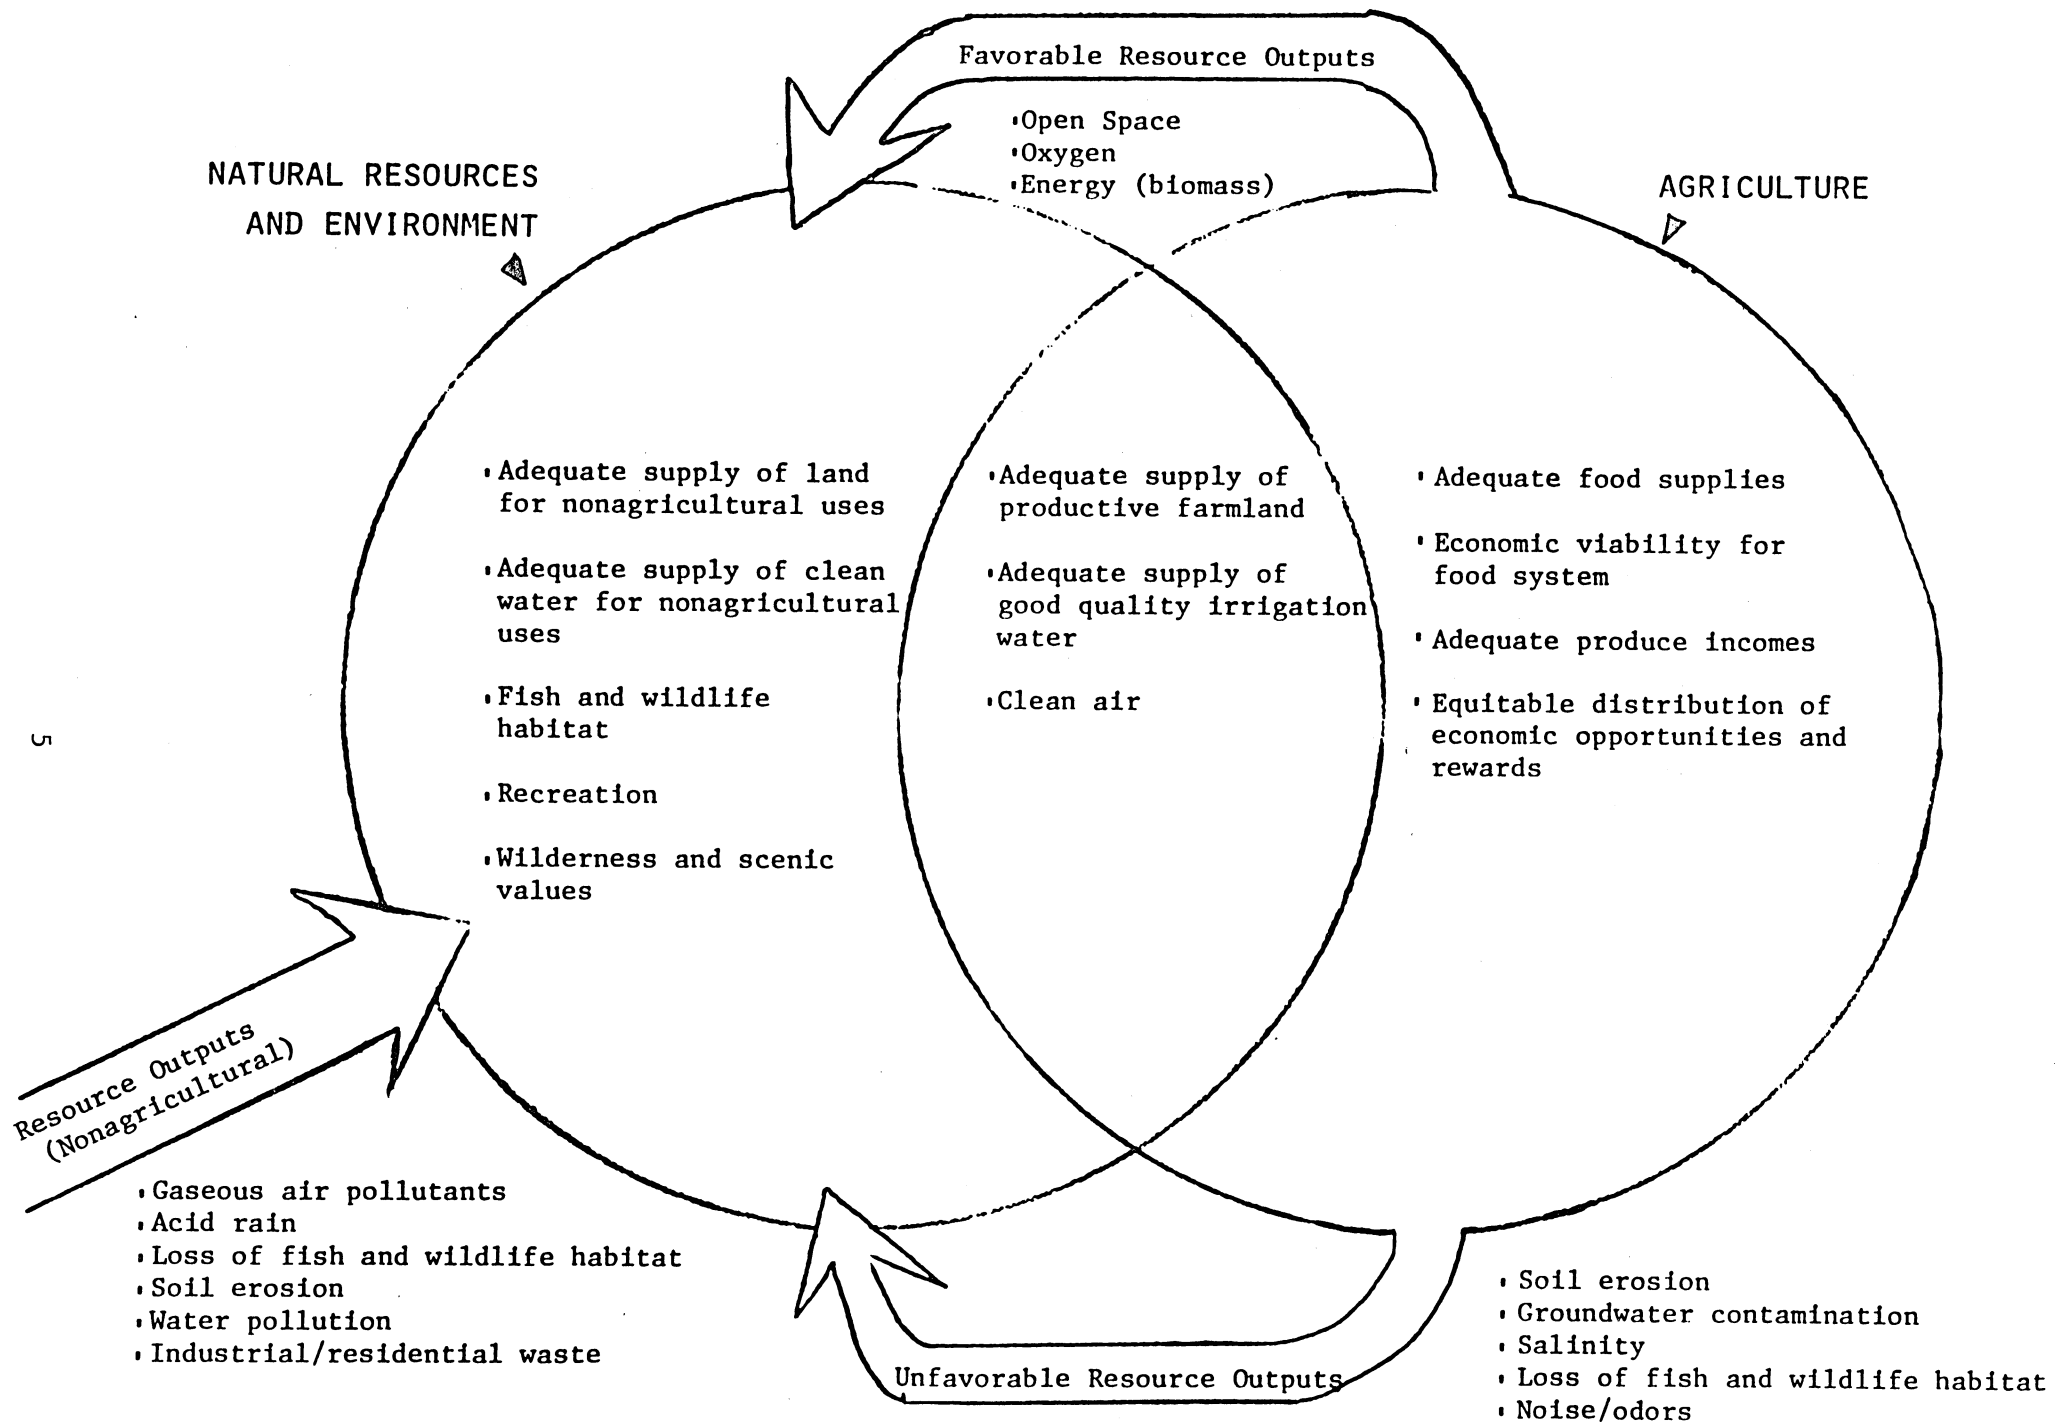 Favorable Resource Outputs
▪Open Space
▪Oxygen
▪Energy (biomass)
NATURAL RESOURCES
AND ENVIRONMENT
AGRICULTURE
▪Adequate supply of land
for nonagricultural uses
▪Adequate supply of clean
water for nonagricultural
uses
▪Fish and wildlife
habitat
▪Recreation
▪Wilderness and scenic
values
▪Adequate supply of
productive farmland
▪Adequate supply of
good quality irrigation
water
▪Clean air
▪Adequate food supplies
▪Economic viability for
food system
▪Adequate produce incomes
▪Equitable distribution of
economic opportunities and
rewards
5
Resource Outputs
(Nonagricultural)
▪Gaseous air pollutants
▪Acid rain
▪Loss of fish and wildlife habitat
▪Soil erosion
▪Water pollution
▪Industrial/residential waste
Unfavorable Resource Outputs
▪Soil erosion
▪Groundwater contamination
▪Salinity
▪Loss of fish and wildlife habitat
▪Noise/odors